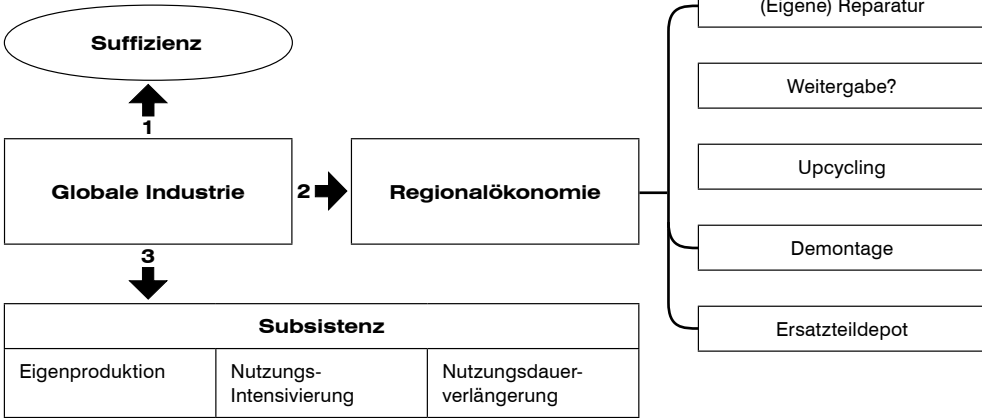 (Eigene) Reparatur
Suffizienz
Weitergabe?
1
Upcycling
Globale Industrie
2
Regionalökonomie
Demontage
3
Subsistenz
Ersatzteildepot
Eigenproduktion
Nutzungs-
Intensivierung
Nutzungsdauer-
verlängerung